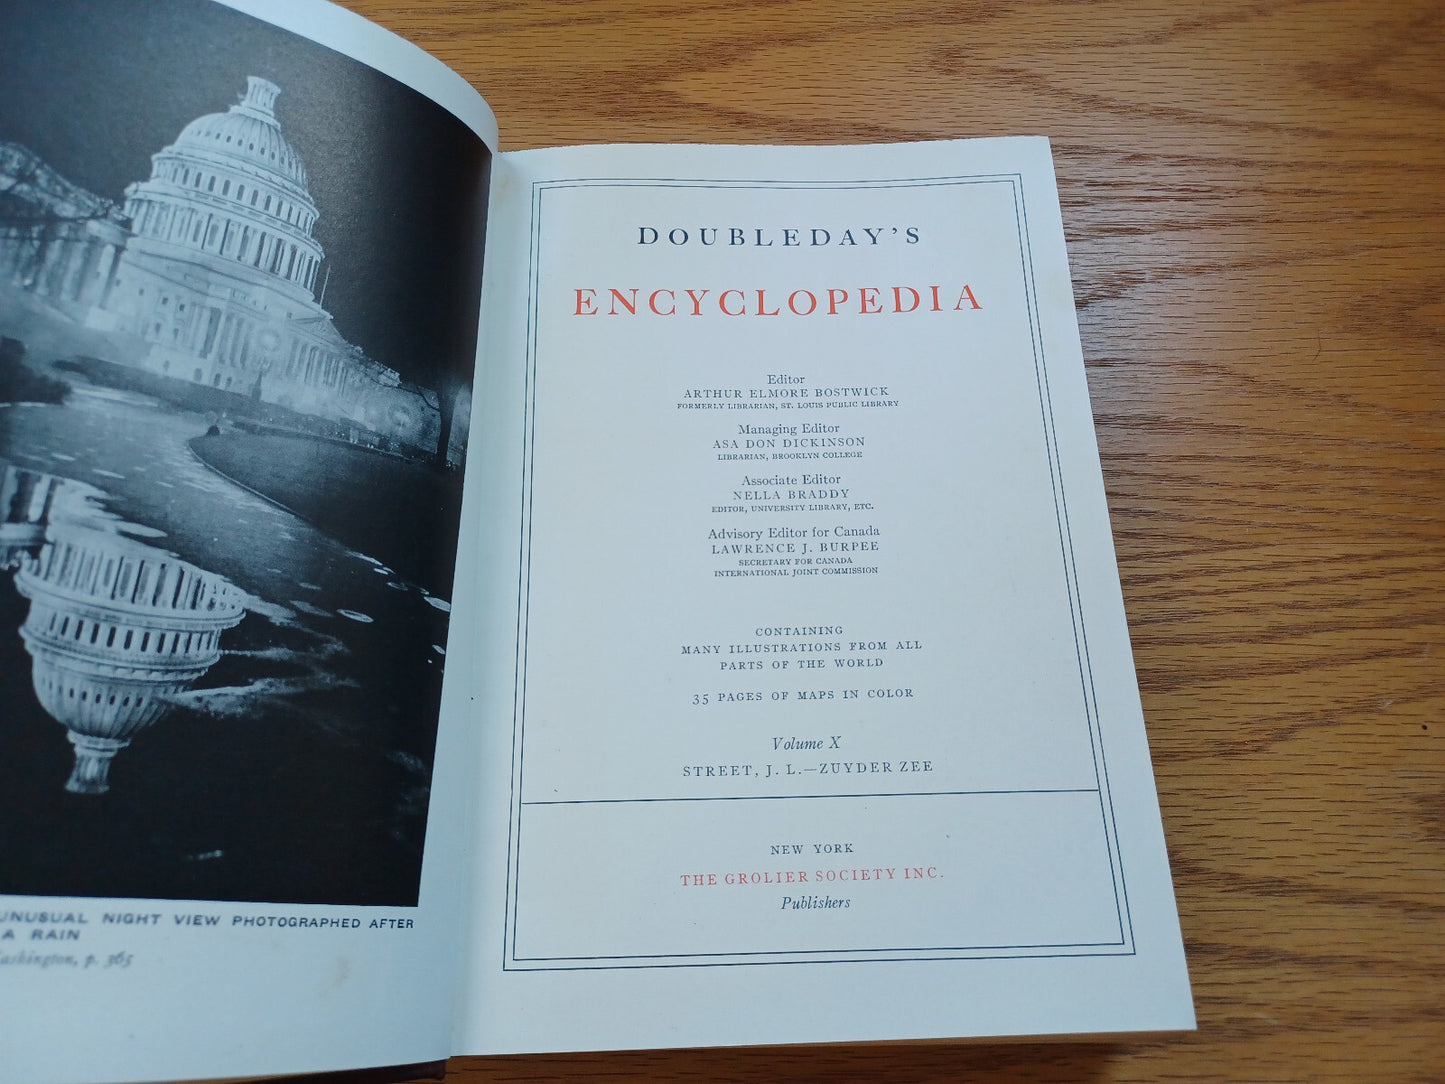 UNUSUAL NIGHT VIEW PHOTOGRAPHED AFTER
A RAIN
Washington, p. 365
DOUBLEDAY'S
ENCYCLOPEDIA
Editor
ARTHUR ELMORE BOSTWICK
FORMERLY LIBRARIAN, ST. LOUIS PUBLIC LIBRARY
Managing Editor
ASA DON DICKINSON
LIBRARIAN, BROOKLYN COLLEGE
Associate Editor
NELLA BRADDY
EDITOR, UNIVERSITY LIBRARY, ETC.
Advisory Editor for Canada
LAWRENCE J. BURPEE
SECRETARY FOR CANADA
INTERNATIONAL JOINT COMMISSION
CONTAINING
MANY ILLUSTRATIONS FROM ALL
PARTS OF THE WORLD
35 PAGES OF MAPS IN COLOR
Volume X
STREET, J. L.—ZUYDER ZEE
NEW YORK
THE GROLIER SOCIETY INC.
Publishers